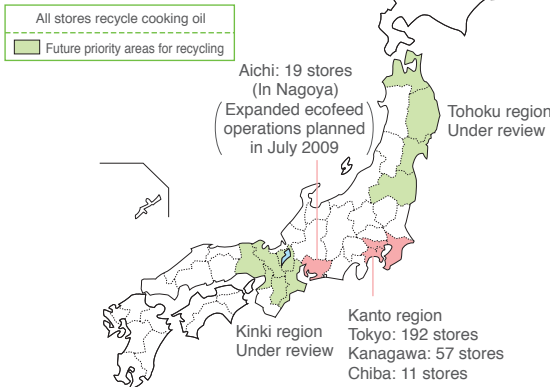 All stores recycle cooking oil
Future priority areas for recycling
Aichi: 19 stores
(In Nagoya)
(Expanded ecofeed
operations planned
in July 2009)
Tohoku region
Under review
Kinki region
Under review
Kanto region
Tokyo: 192 stores
Kanagawa: 57 stores
Chiba: 11 stores